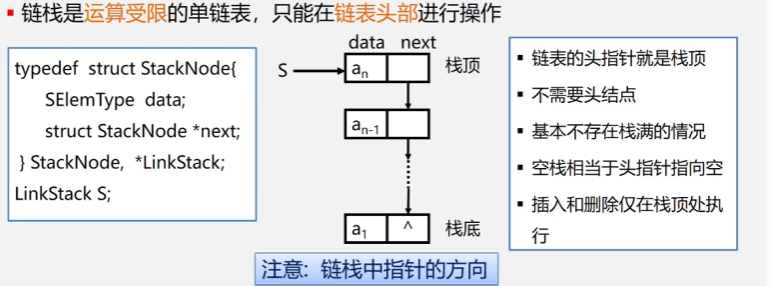 ▪ 链栈是运算受限的单链表，只能在链表头部进行操作
typedef struct StackNode{
SElemType data;
struct StackNode *next;
} StackNode, *LinkStack;
LinkStack S;
data next
S
an
栈顶
an-1
a1
^
栈底
▪ 链表的头指针就是栈顶
▪ 不需要头结点
▪ 基本不存在栈满的情况
▪ 空栈相当于头指针指向空
▪ 插入和删除仅在栈顶处执
行
注意: 链栈中指针的方向